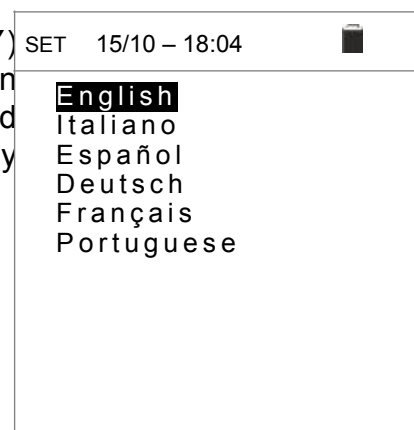 SET 15/10 – 18:04
English
Italiano
Español
Deutsch
Français
Portuguese